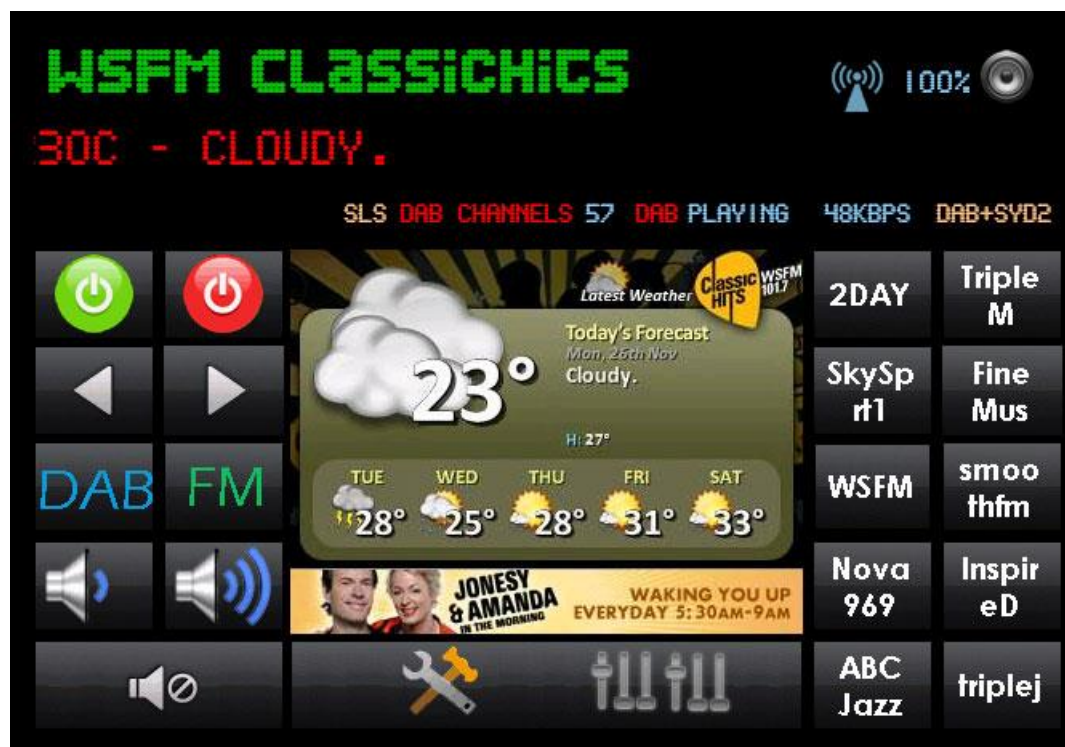 WSFM CLaSSiCHiCS
100%
30C - CLOUDY.
SLS DAB CHANNELS 57 DAB PLAYING 48KBPS DAB+SYD2
Latest Weather
Classic HITS
WSFM 101.7
Today's Forecast
Mon, 26th Nov
Cloudy.
23°
H: 27°
TUE WED THU FRI SAT
28° 25° 28° 31° 33°
DAB FM
JONESY
& AMANDA
IN THE MORNING
WAKING YOU UP
EVERYDAY 5:30AM-9AM
2DAY
Triple
M
SkySp
rt1
Fine
Mus
WSFM
smoo
thfm
Nova
969
Inspir
eD
ABC
Jazz
triplej